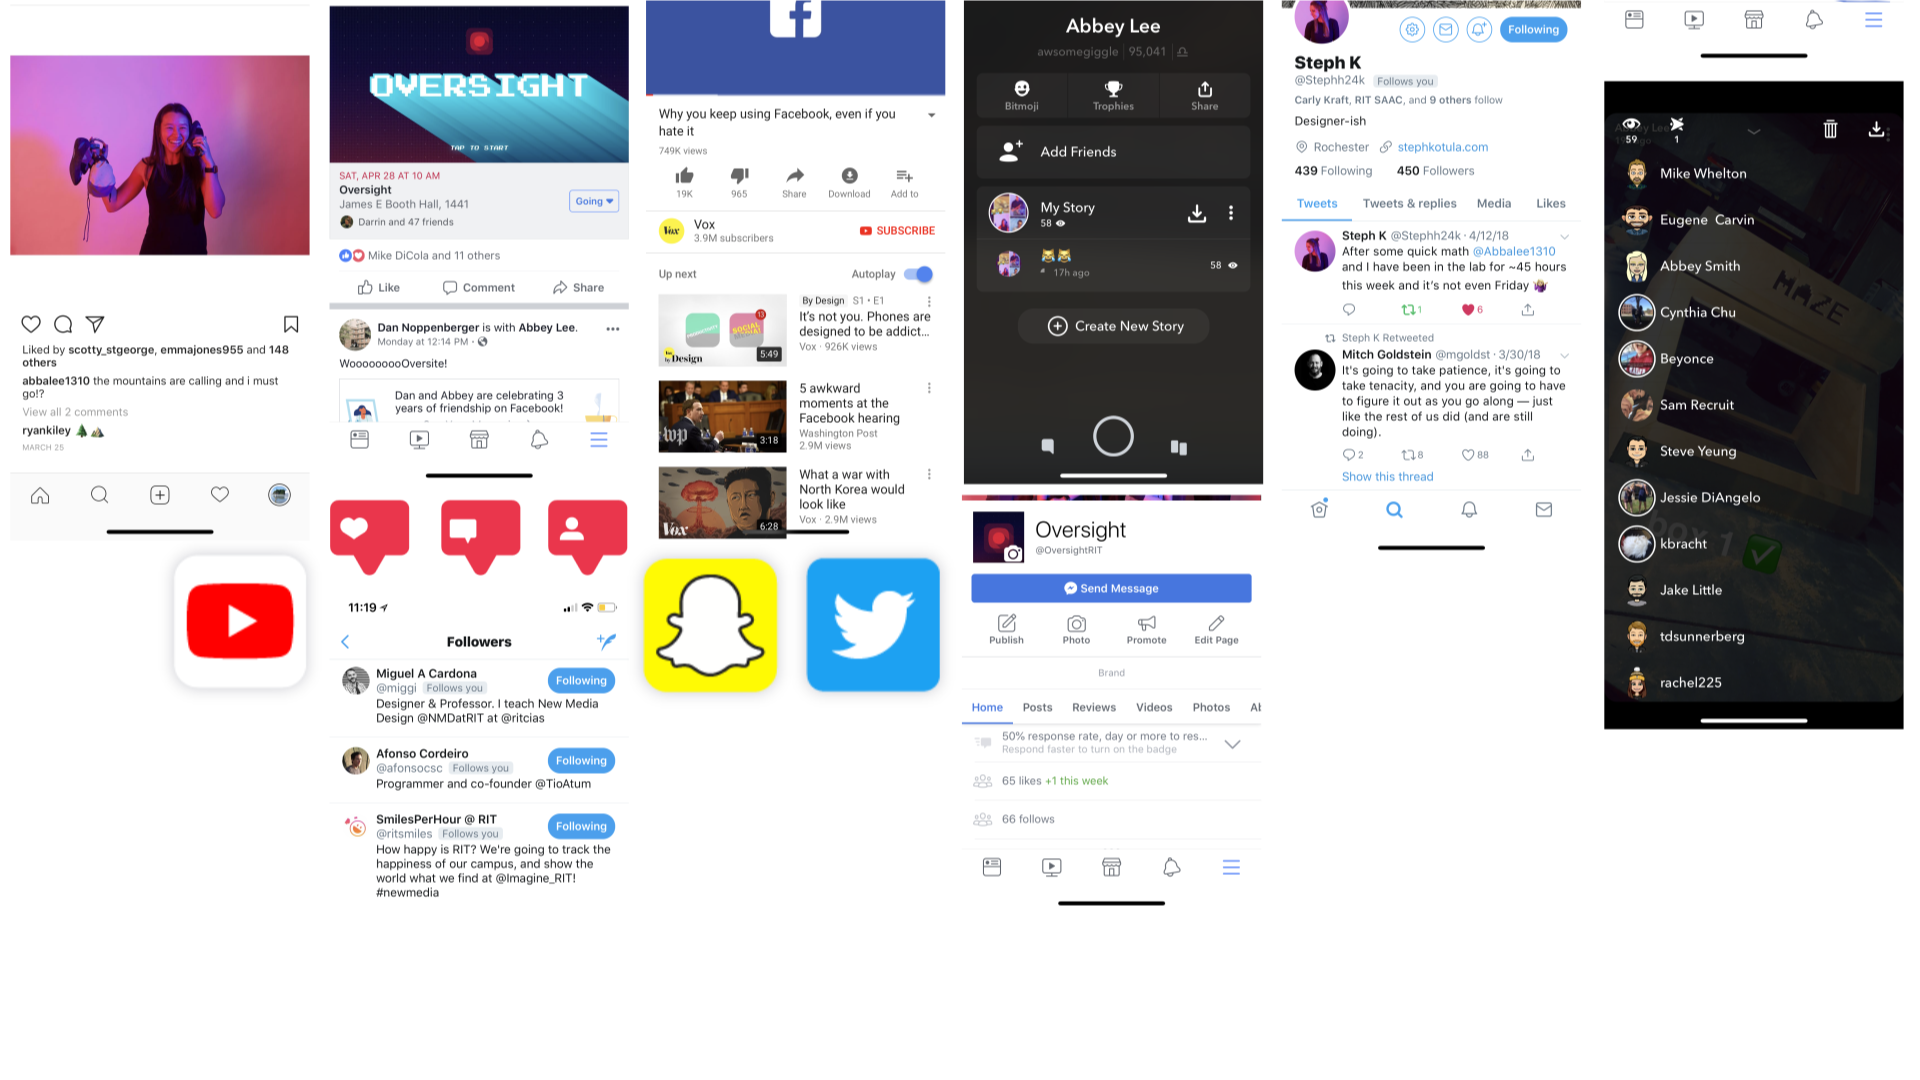 Liked by scotty_stgeorge, emmajones955 and 148
others
abbalee1310 the mountains are calling and i must
go!?
View all 2 comments
ryankiley
MARCH 25
OVERSIGHT
TAP TO START
SAT, APR 28 AT 10 AM
Oversight
James E Booth Hall, 1441
Going
Darrin and 47 friends
Mike DiCola and 11 others
Like
Comment
Share
Dan Noppenberger is with Abbey Lee.
Monday at 12:14 PM ·
WooooooooOversite!
Dan and Abbey are celebrating 3
years of friendship on Facebook!
11:19
Followers
Miguel A Cardona
@miggi Follows you
Following
Designer & Professor. I teach New Media
Design @NMDatRIT at @ritcias
Afonso Cordeiro
@afonsocsc Follows you
Following
Programmer and co-founder @TioAtum
SmilesPerHour @ RIT
@ritsmiles Follows you
Following
How happy is RIT? We're going to track the
happiness of our campus, and show the
world what we find at @Imagine_RIT!
#newmedia
Why you keep using Facebook, even if you
hate it
749K views
19K
965
Share
Download
Add to
Vox
Vox
3.9M subscribers
SUBSCRIBE
Up next
Autoplay
13
by Design
5:49
By Design S1 • E1
It's not you. Phones are
designed to be addict...
Vox · 926K views
wp
3:18
5 awkward
moments at the
Facebook hearing
Washington Post
2.9M views
Vox
6:28
What a war with
North Korea would
look like
Vox · 2.9M views
Abbey Lee
awsomegiggle | 95,041 |
Bitmoji
Trophies
Share
Add Friends
My Story
58
17h ago
58
Create New Story
Oversight
@OversightRIT
Send Message
Publish
Photo
Promote
Edit Page
Brand
Home
Posts
Reviews
Videos
Photos
Al
50% response rate, day or more to res...
Respond faster to turn on the badge
65 likes +1 this week
66 follows
Following
Steph K
@Stephh24k Follows you
Carly Kraft, RIT SAAC, and 9 others follow
Designer-ish
Rochester stephkotula.com
439 Following 450 Followers
Tweets
Tweets & replies
Media
Likes
Steph K @Stephh24k · 4/12/18
After some quick math @Abbalee1310
and I have been in the lab for ~45 hours
this week and it's not even Friday
1
6
Steph K Retweeted
Mitch Goldstein @mgoldst · 3/30/18
It's going to take patience, it's going to
take tenacity, and you are going to have
to figure it out as you go along — just
like the rest of us did (and are still
doing).
2
8
88
Show this thread
Abbey Lee
59
1
MAZE
Mike Whelton
Eugene Carvin
Abbey Smith
Cynthia Chu
Beyonce
Sam Recruit
Steve Yeung
Jessie DiAngelo
kbracht
Jake Little
tdsunnerberg
rachel225